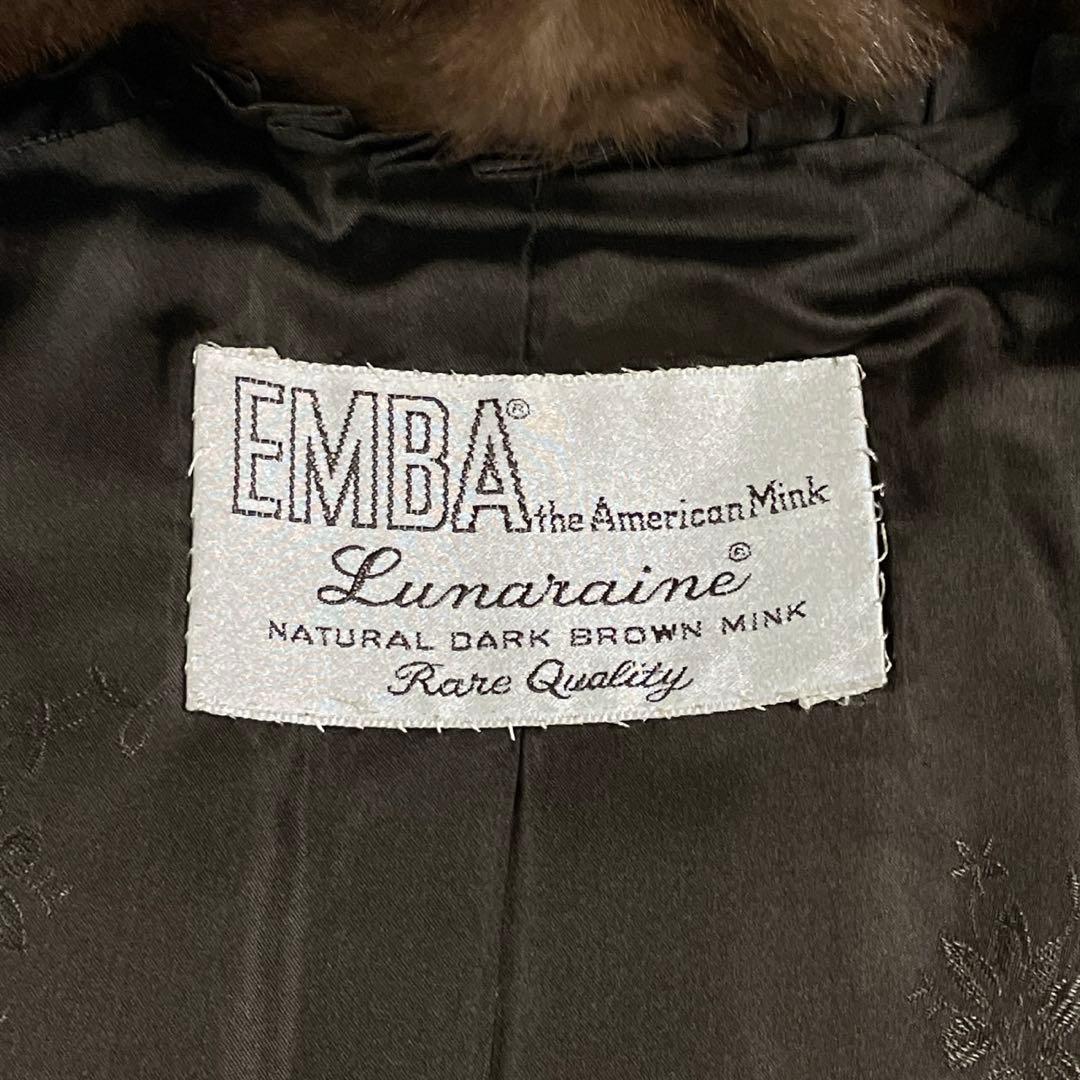 EMBA® the American Mink
Lunaraine®
NATURAL DARK BROWN MINK
Rare Quality